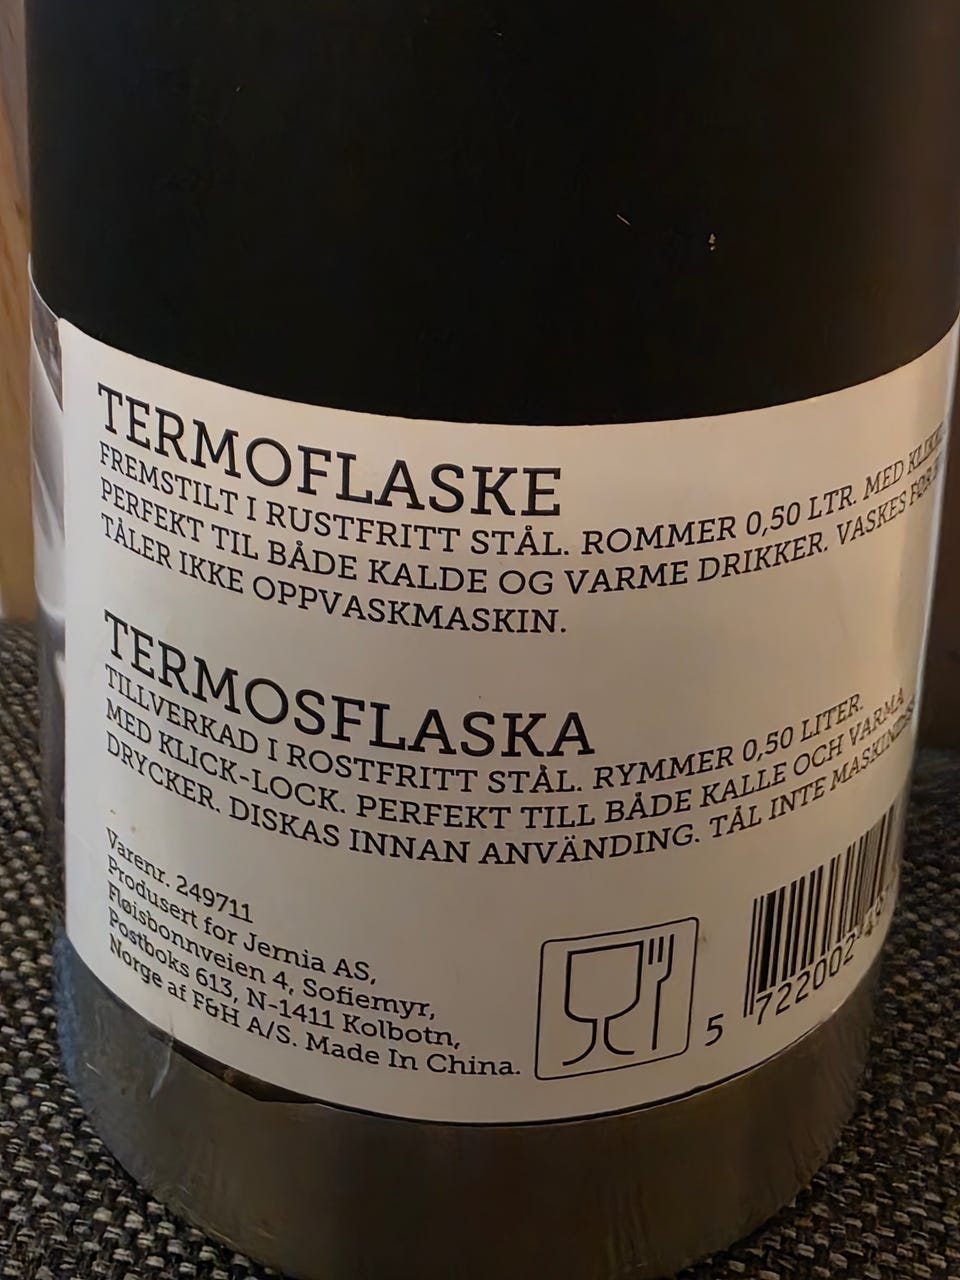 TERMOFLASKE
FREMSTILT I RUSTFRITT STÅL. ROMMER 0,50 LTR. MED
PERFEKT TIL BÅDE KALDE OG VARME DRIKKER. VASKES FØR
TÅLER IKKE OPPVASKMASKIN.
TERMOSFLASKA
TILLVERKAD I ROSTFRITT STÅL. RYMMER 0,50 LITER.
MED KLICK-LOCK. PERFEKT TILL BÅDE KALLE OCH VARMA
DRYCKER. DISKAS INNAN ANVÄNDING. TÅL INTE
Varenr. 249711
Produsert for Jernia AS,
Fløisbonnveien 4, Sofiemyr,
Postboks 613, N-1411 Kolbotn,
Norge af F&H A/S. Made In China.
5 722002